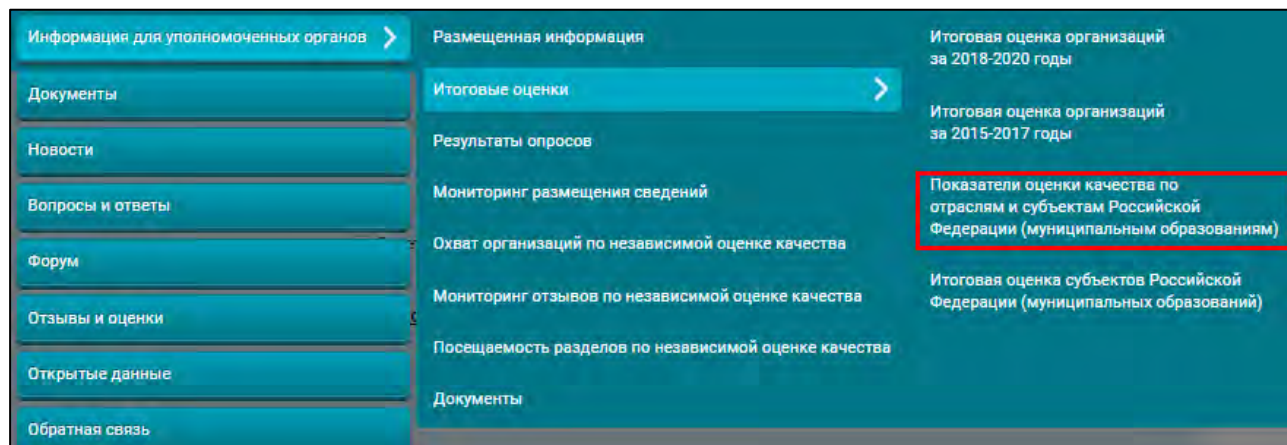 Информация для уполномоченных органов
Документы
Новости
Вопросы и ответы
Форум
Отзывы и оценки
Открытые данные
Обратная связь
Размещенная информация
Итоговые оценки
Результаты опросов
Мониторинг размещения сведений
Охват организаций по независимой оценке качества
Мониторинг отзывов по независимой оценке качества
Посещаемость разделов по независимой оценке качества
Документы
Итоговая оценка организаций
за 2018-2020 годы
Итоговая оценка организаций
за 2015-2017 годы
Показатели оценки качества по
отраслям и субъектам Российской
Федерации (муниципальным образованиям)
Итоговая оценка субъектов Российской
Федерации (муниципальных образований)